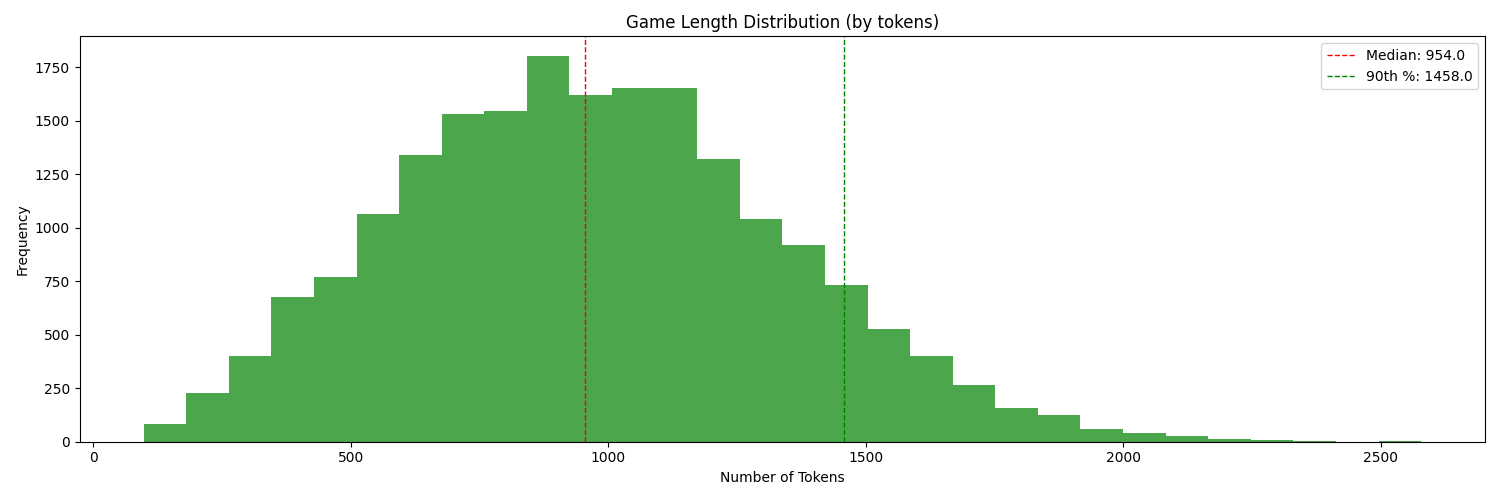 Game Length Distribution (by tokens)
Median: 954.0
90th %: 1458.0
1750
1500
1250
1000
750
500
250
0
Frequency
0 500 1000 1500 2000 2500
Number of Tokens